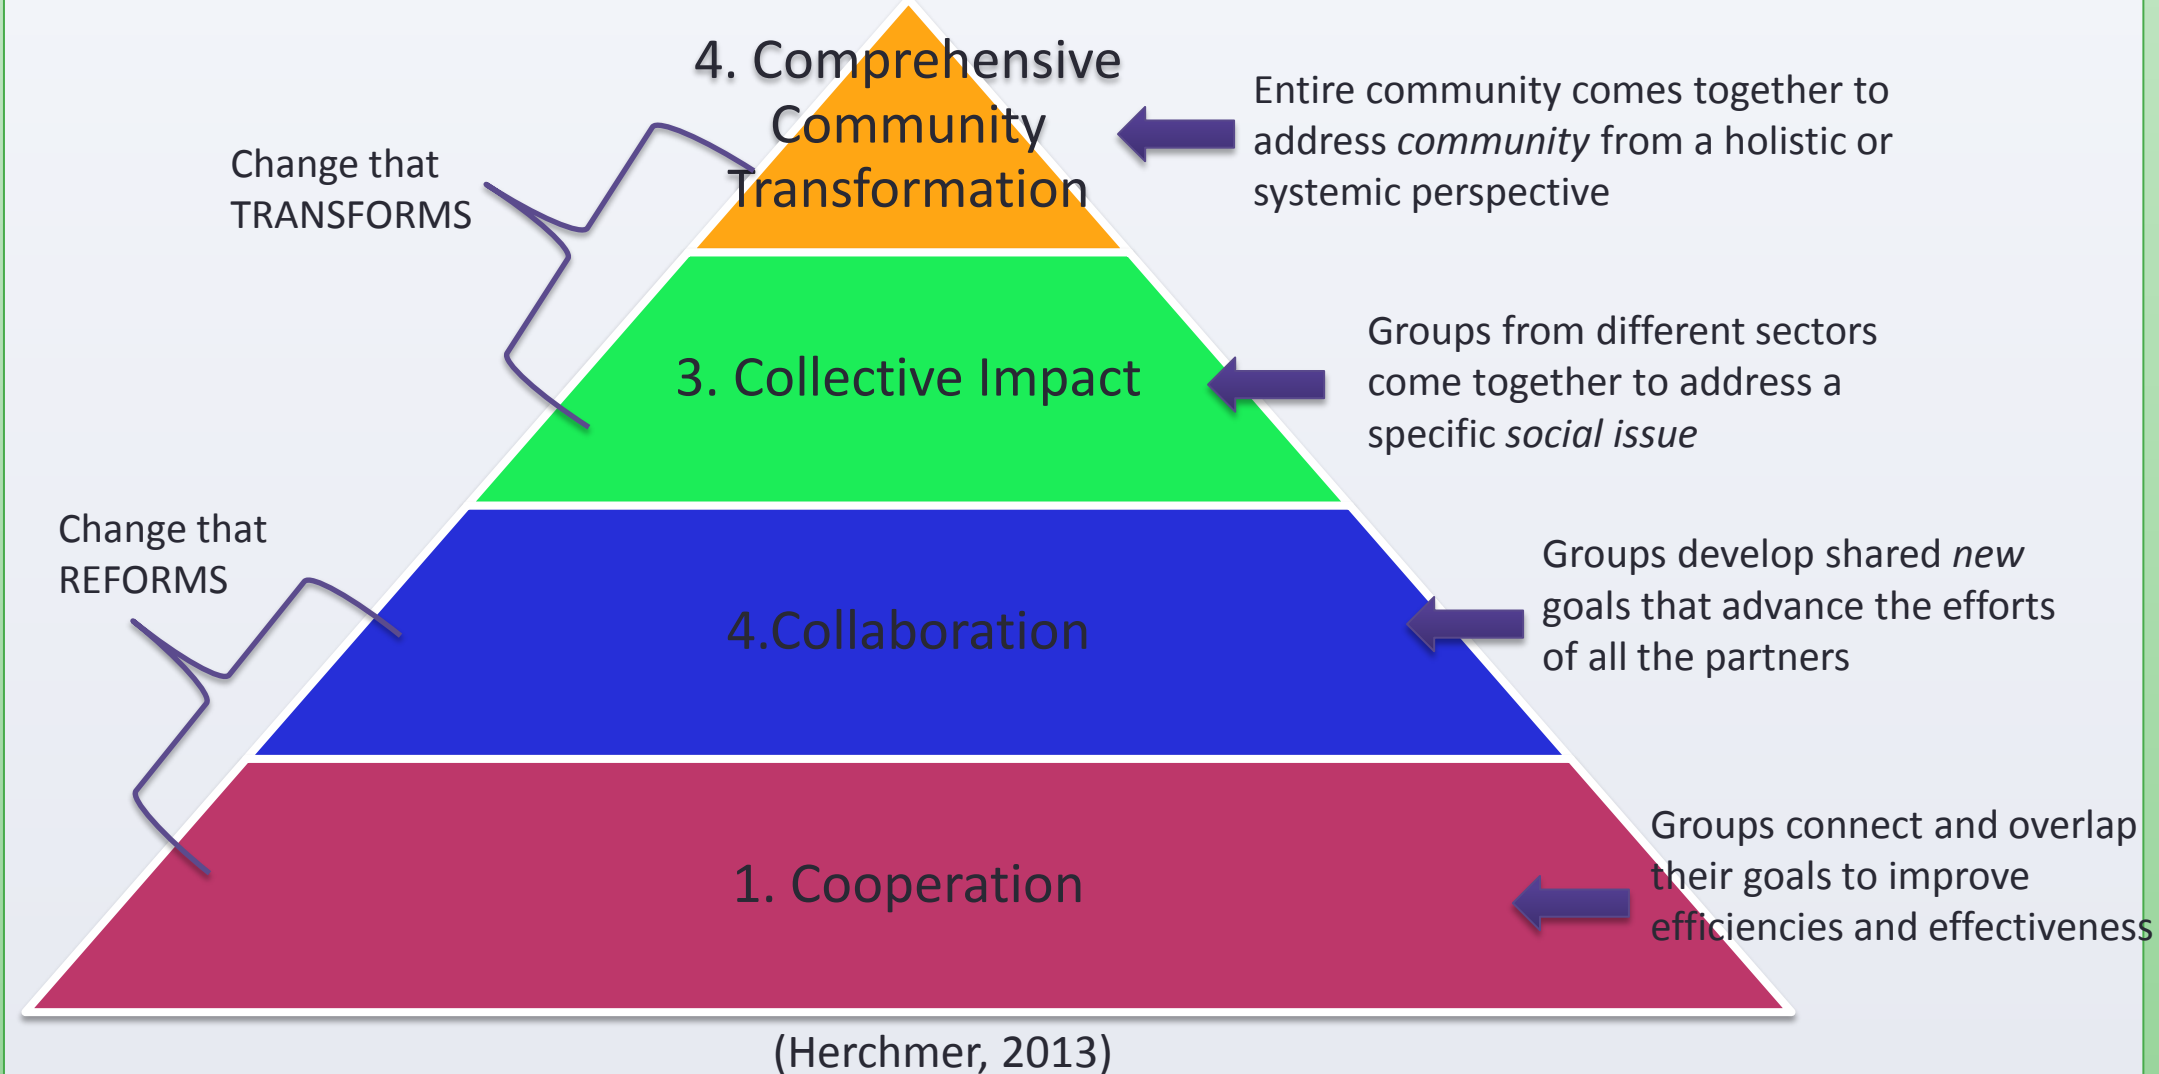 4. Comprehensive
Community
Transformation
Entire community comes together to
address community from a holistic or
systemic perspective
Change that
TRANSFORMS
3. Collective Impact
Groups from different sectors
come together to address a
specific social issue
Change that
REFORMS
4.Collaboration
Groups develop shared new
goals that advance the efforts
of all the partners
1. Cooperation
Groups connect and overlap
their goals to improve
efficiencies and effectiveness
(Herchmer, 2013)